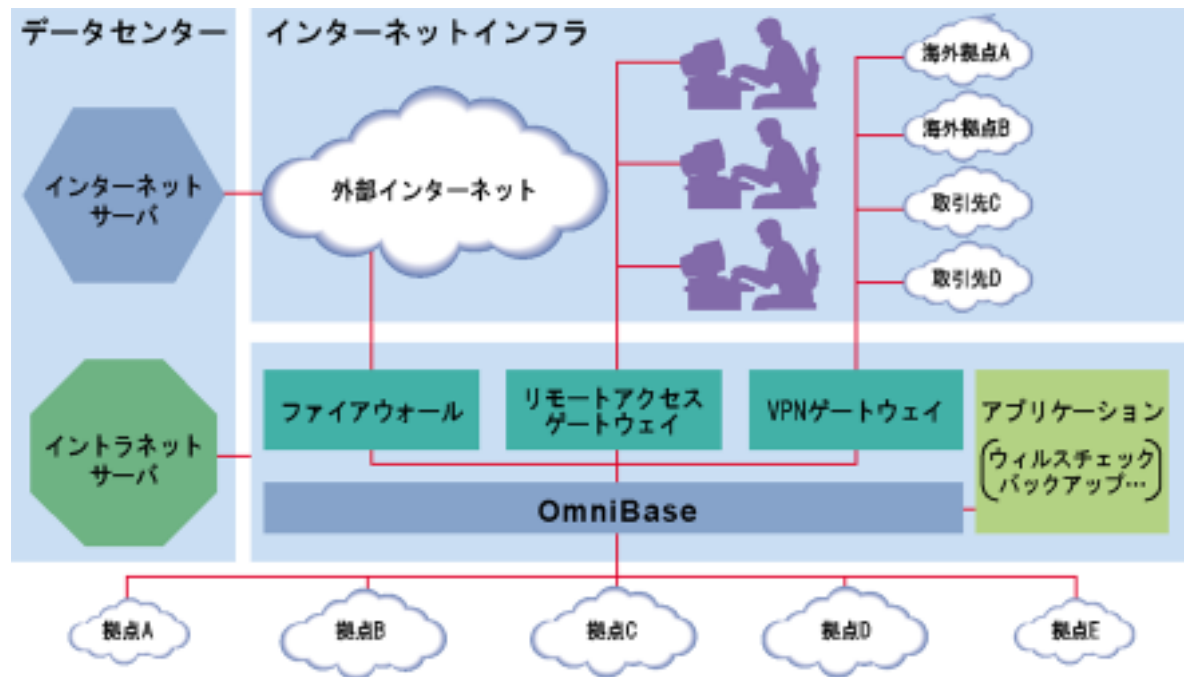 データセンター
インターネットインフラ
インターネット
サーバ
外部インターネット
海外拠点A
海外拠点B
取引先C
取引先D
イントラネット
サーバ
ファイアウォール
リモートアクセス
ゲートウェイ
VPNゲートウェイ
アプリケーション
(ウィルスチェック
バックアップ…)
OmniBase
拠点A
拠点B
拠点C
拠点D
拠点E